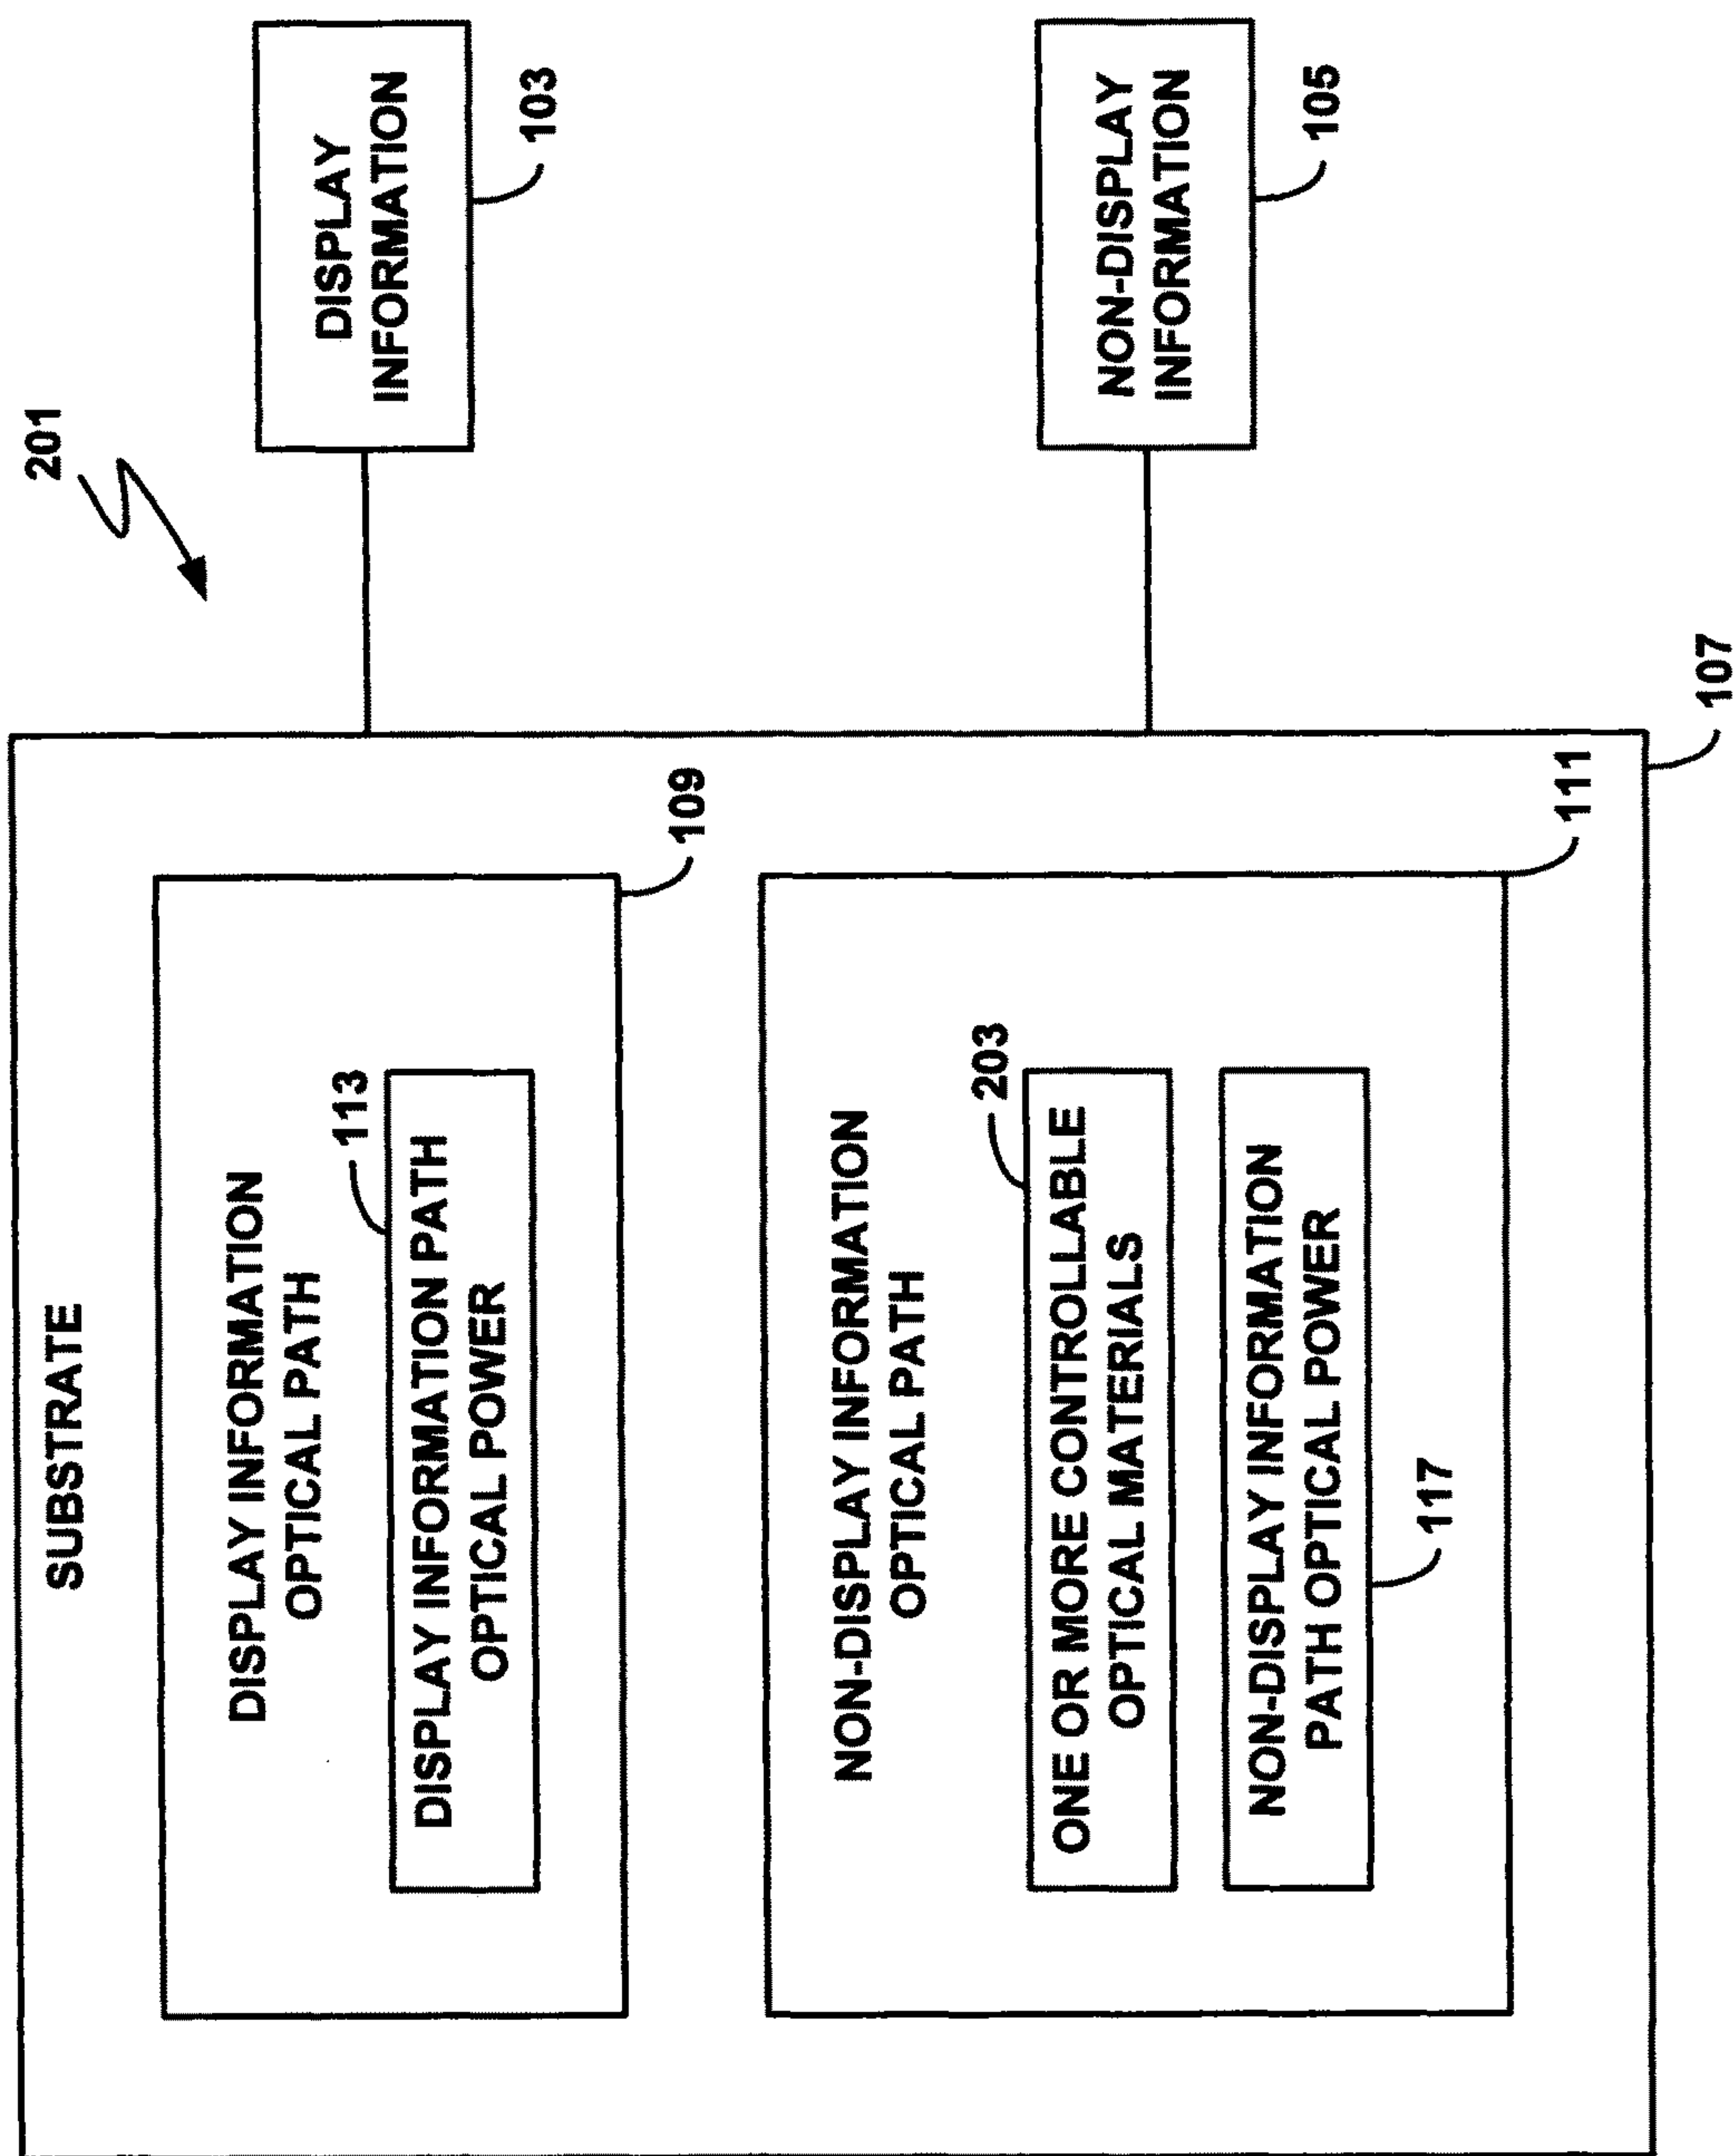 201
SUBSTRATE
DISPLAY INFORMATION
OPTICAL PATH
113
DISPLAY INFORMATION PATH
OPTICAL POWER
109
NON-DISPLAY INFORMATION
OPTICAL PATH
203
ONE OR MORE CONTROLLABLE
OPTICAL MATERIALS
NON-DISPLAY INFORMATION
PATH OPTICAL POWER
117
111
107
DISPLAY
INFORMATION
103
NON-DISPLAY
INFORMATION
105